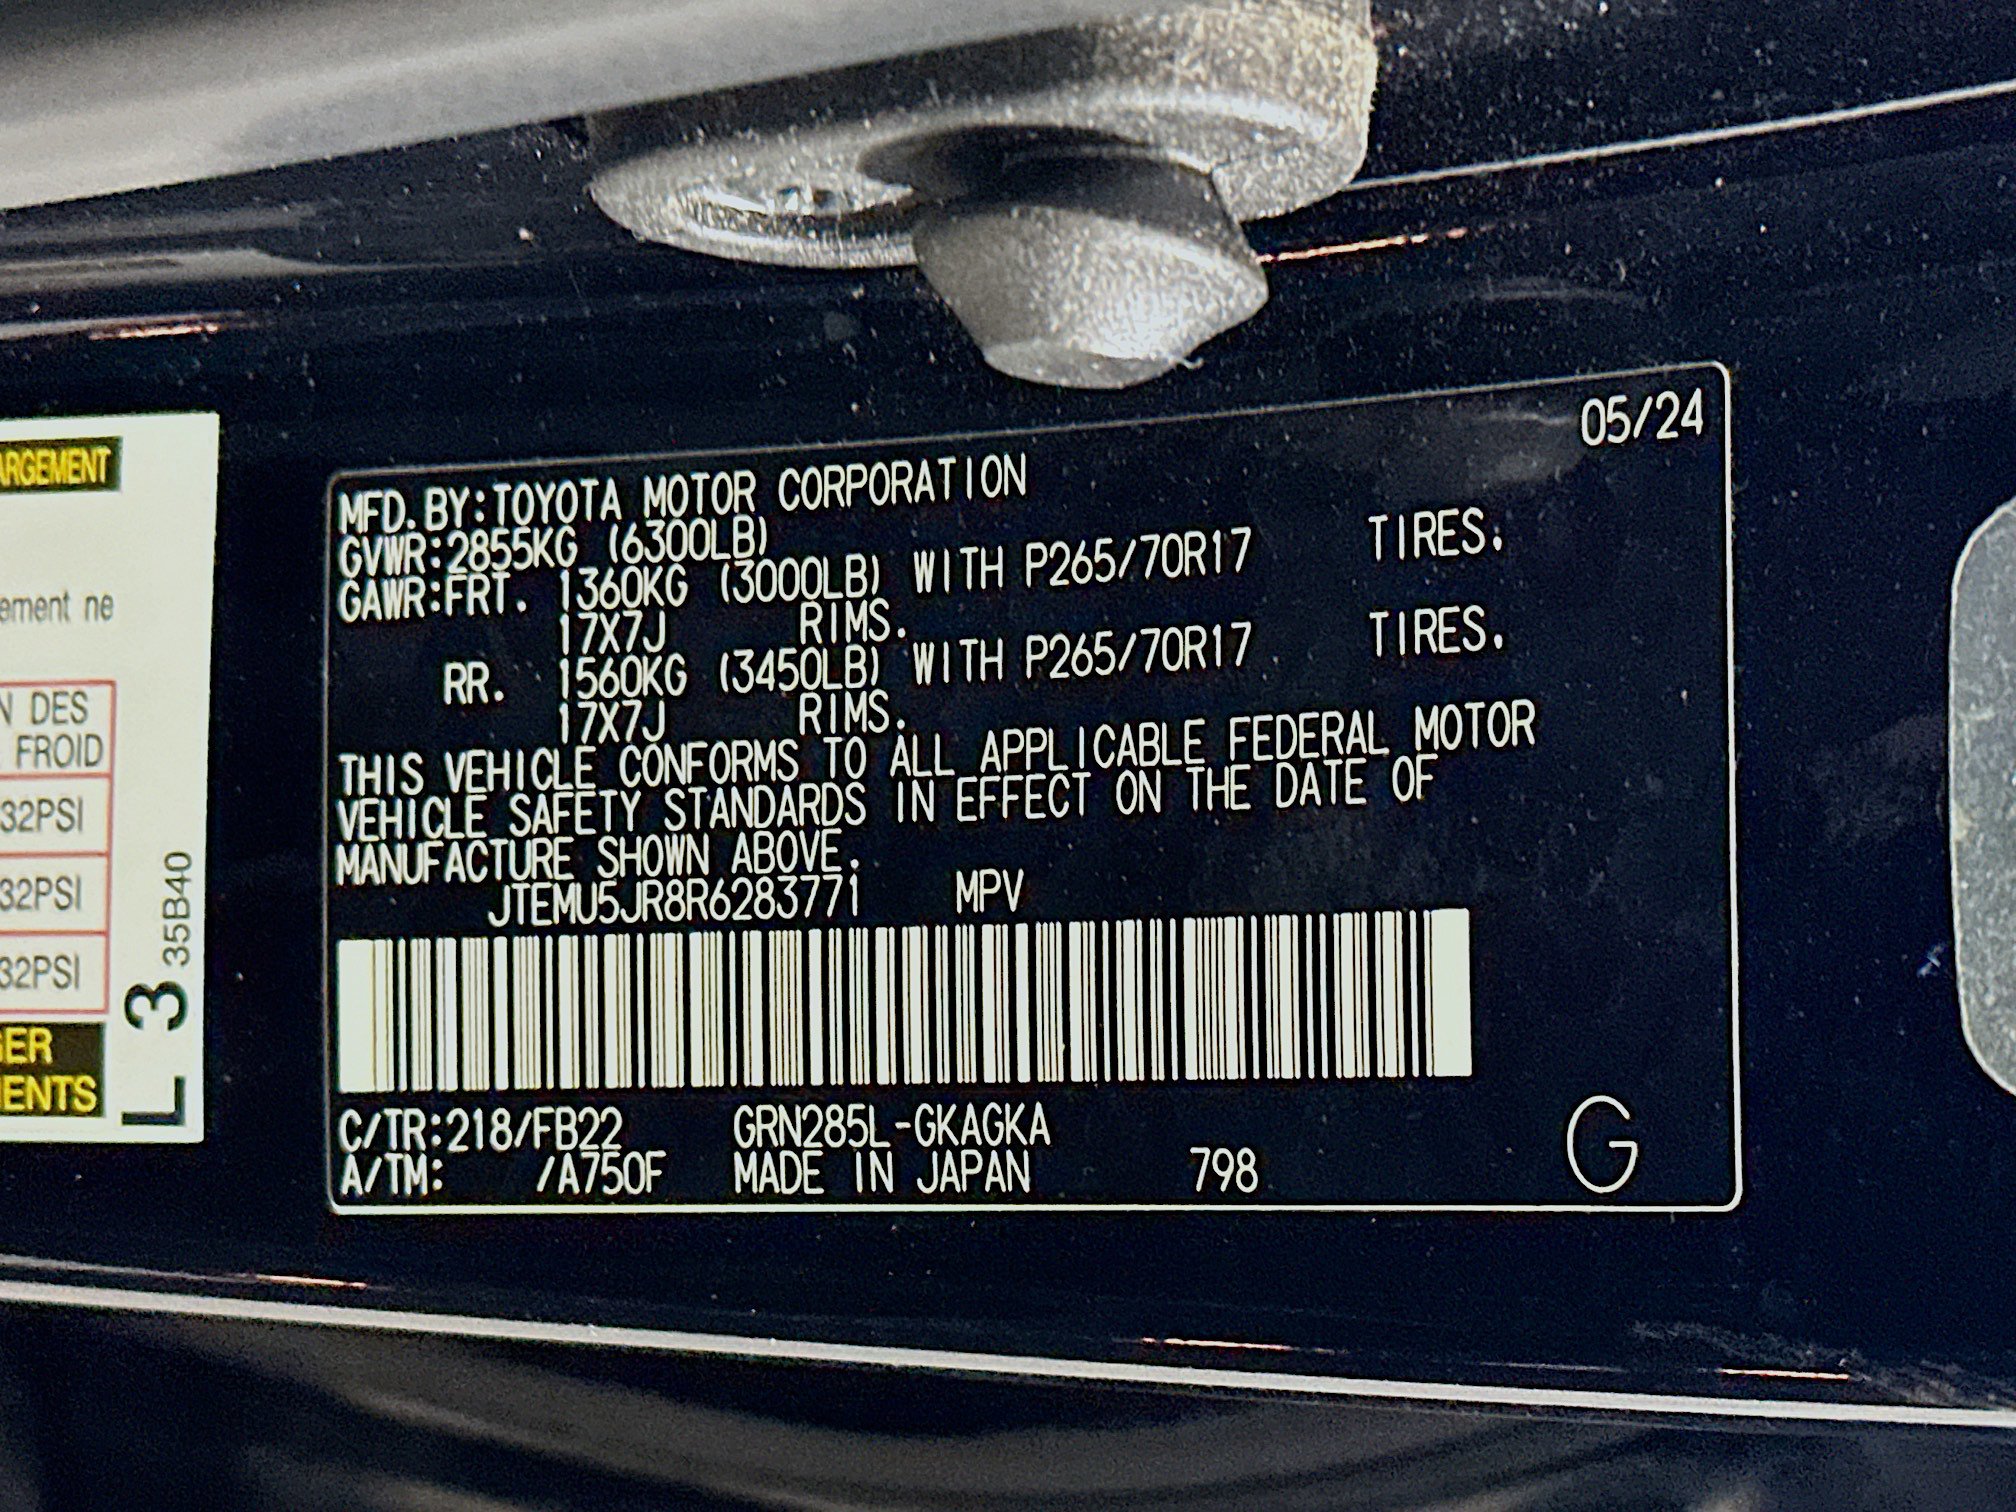 05/24
MFD. BY:TOYOTA MOTOR CORPORATION
GVWR:2855KG (6300LB)
GAWR:FRT. 1360KG (3000LB) WITH P265/70R17 TIRES:
17X7J RIMS.
RR. 1560KG (3450LB) WITH P265/70R17 TIRES.
17X7J RIMS.
THIS VEHICLE CONFORMS TO ALL APPLICABLE FEDERAL MOTOR
VEHICLE SAFETY STANDARDS IN EFFECT ON THE DATE OF
MANUFACTURE SHOWN ABOVE.
JTEMU5JR8R6283771 MPV
C/TR:218/FB22 GRN285L-GKAGKA
A/TM: /A750F MADE IN JAPAN 798
G
ARGEMENT
ement ne
N DES
FROID
32PSI
32PSI
32PSI
GER
MENTS
L 3 35B40